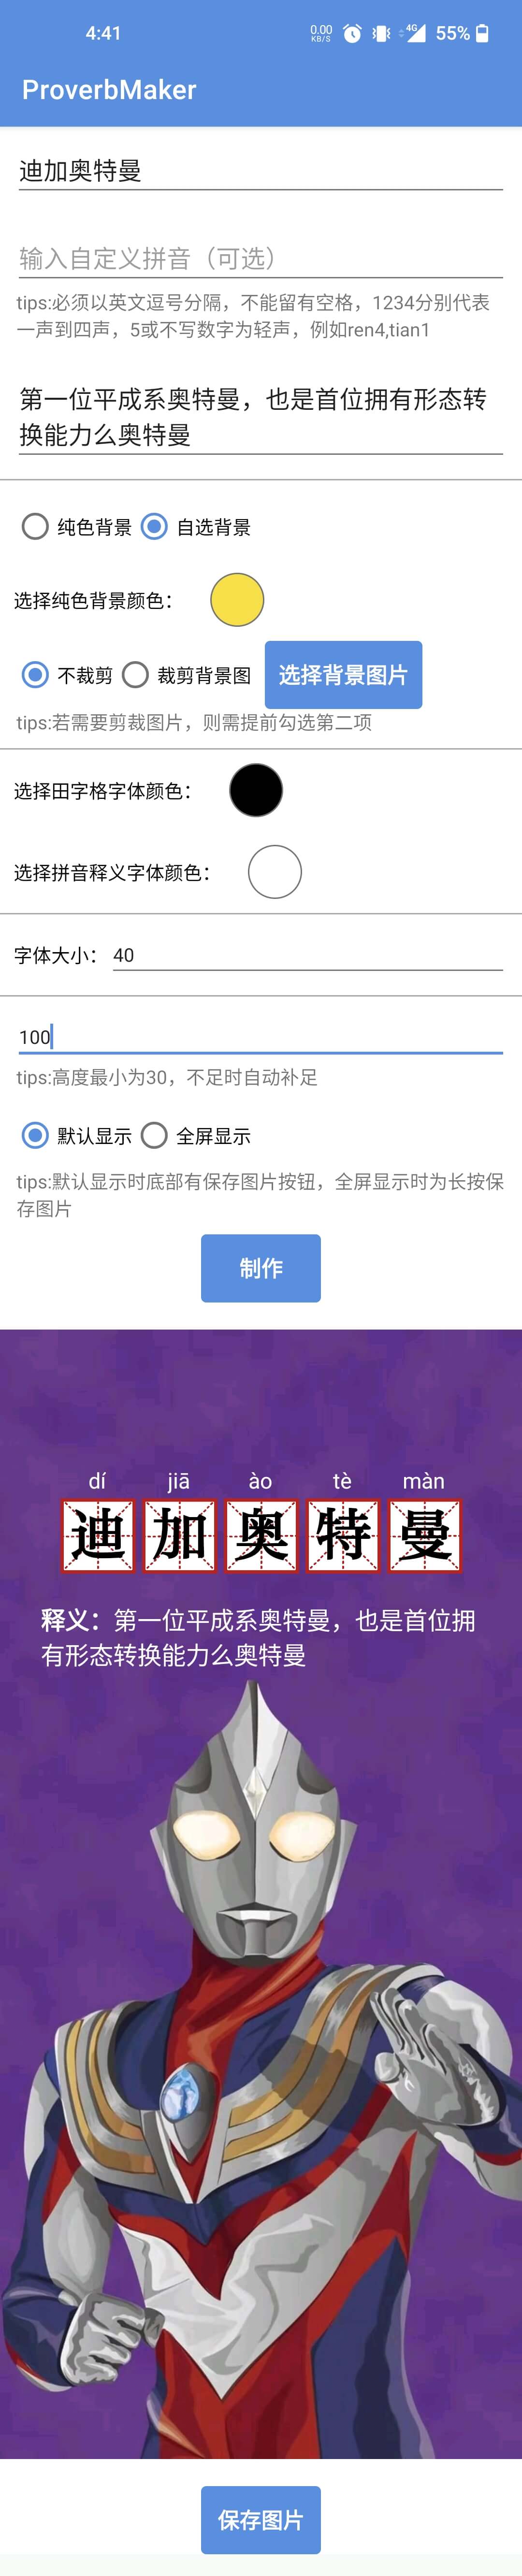 4:41
0.00
KB/S
4G
55%
ProverbMaker
迪加奥特曼
输入自定义拼音（可选）
tips:必须以英文逗号分隔，不能留有空格，1234分别代表
一声到四声，5或不写数字为轻声，例如ren4,tian1
第一位平成系奥特曼，也是首位拥有形态转
换能力么奥特曼
纯色背景 自选背景
选择纯色背景颜色：
不裁剪 裁剪背景图 选择背景图片
tips:若需要剪裁图片，则需提前勾选第二项
选择田字格字体颜色：
选择拼音释义字体颜色：
字体大小： 40
100
tips:高度最小为30，不足时自动补足
默认显示 全屏显示
tips:默认显示时底部有保存图片按钮，全屏显示时为长按保
存图片
制作
dí jiā ào tè màn
迪 加 奥 特 曼
释义：第一位平成系奥特曼，也是首位拥
有形态转换能力么奥特曼
保存图片